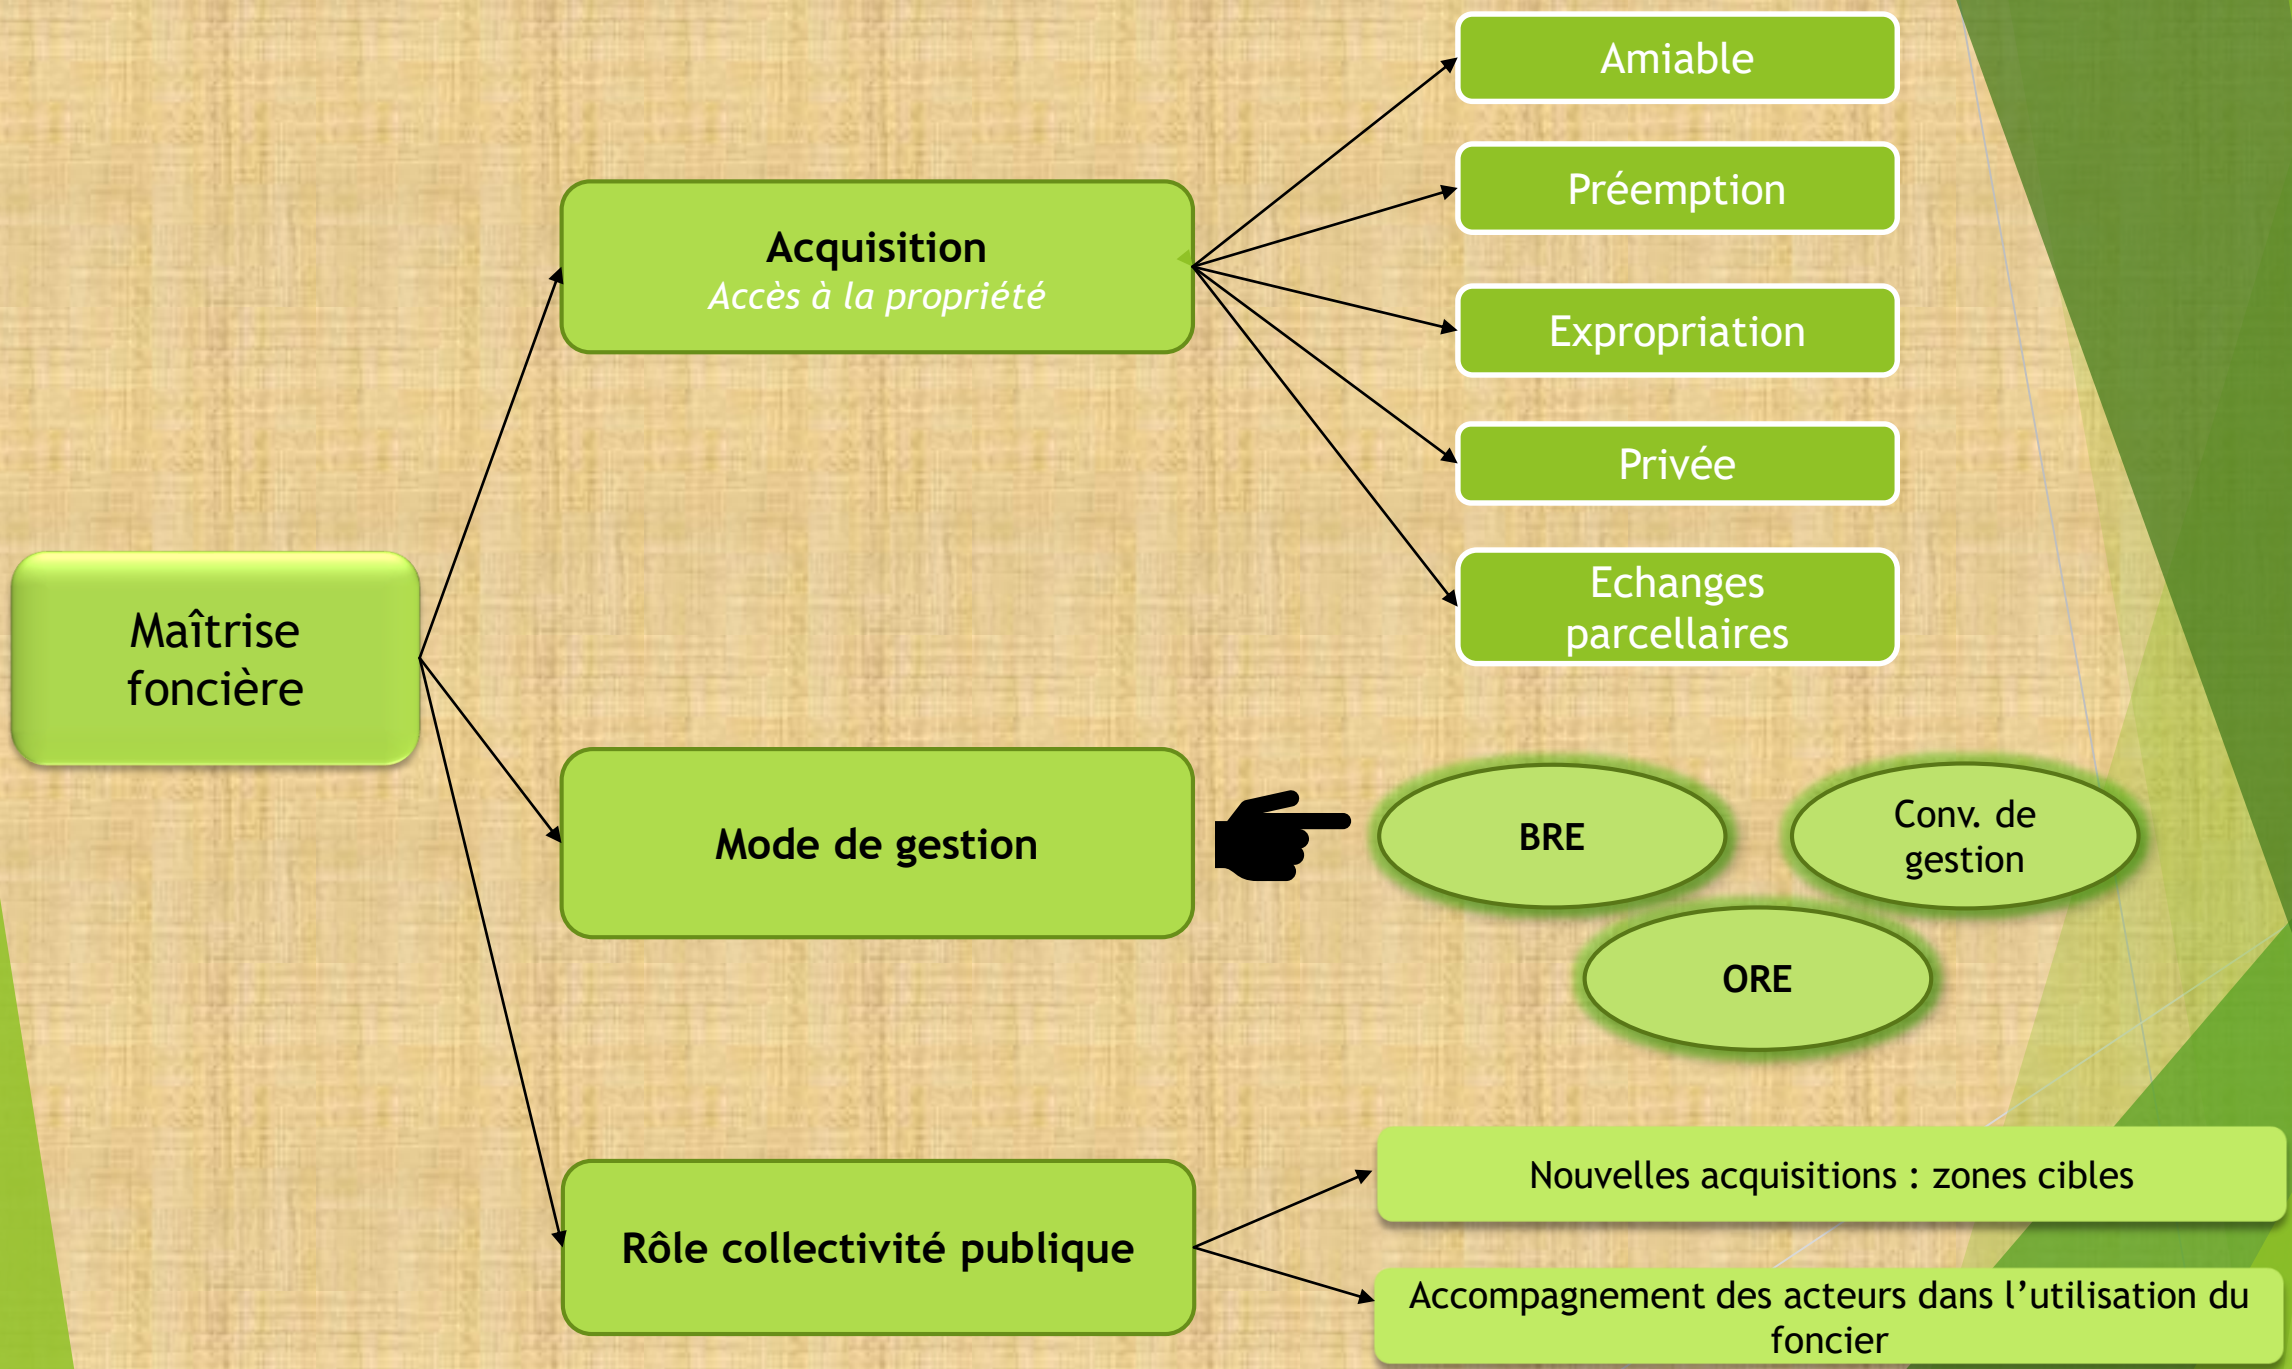 Maîtrise
foncière
Acquisition
Accès à la propriété
Amiable
Préemption
Expropriation
Privée
Echanges
parcellaires
Mode de gestion
BRE
Conv. de
gestion
ORE
Rôle collectivité publique
Nouvelles acquisitions : zones cibles
Accompagnement des acteurs dans l’utilisation du
foncier